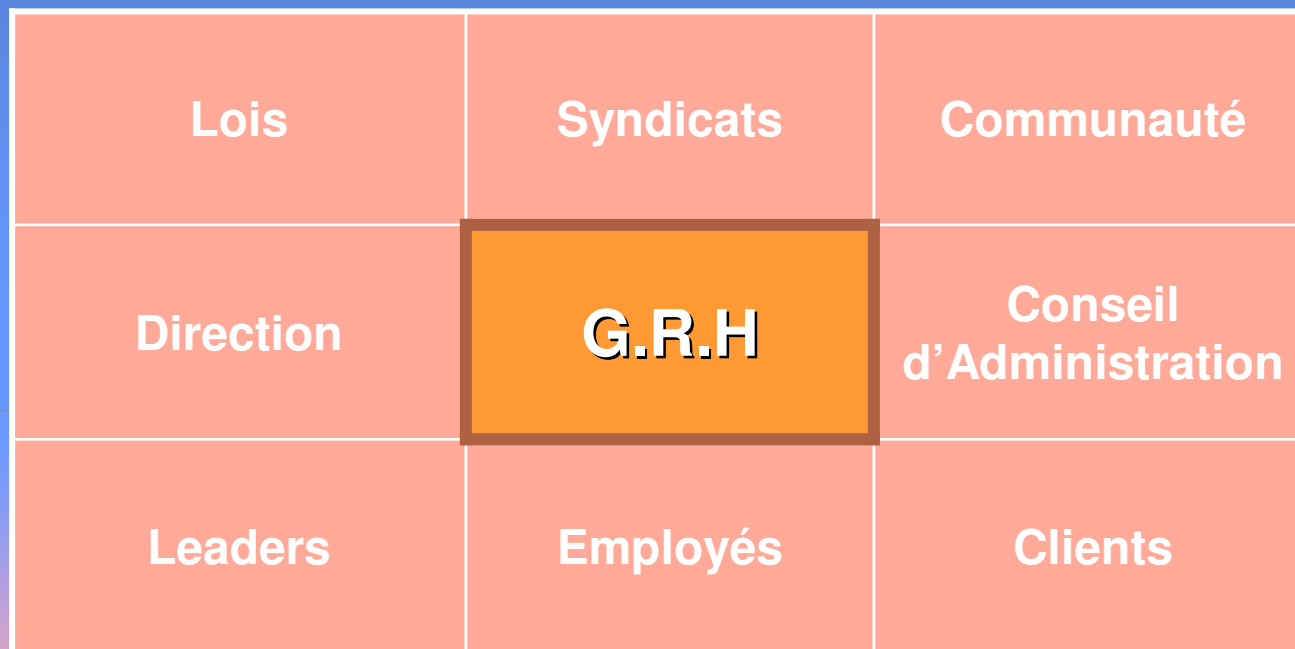 Lois
Syndicats
Communauté
Direction
G.R.H
Conseil
d’Administration
Leaders
Employés
Clients